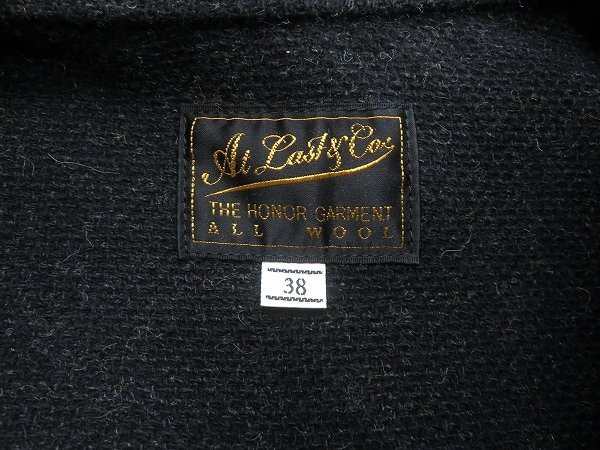 At Last & Co.
THE HONOR GARMENT
ALL WOOL
38